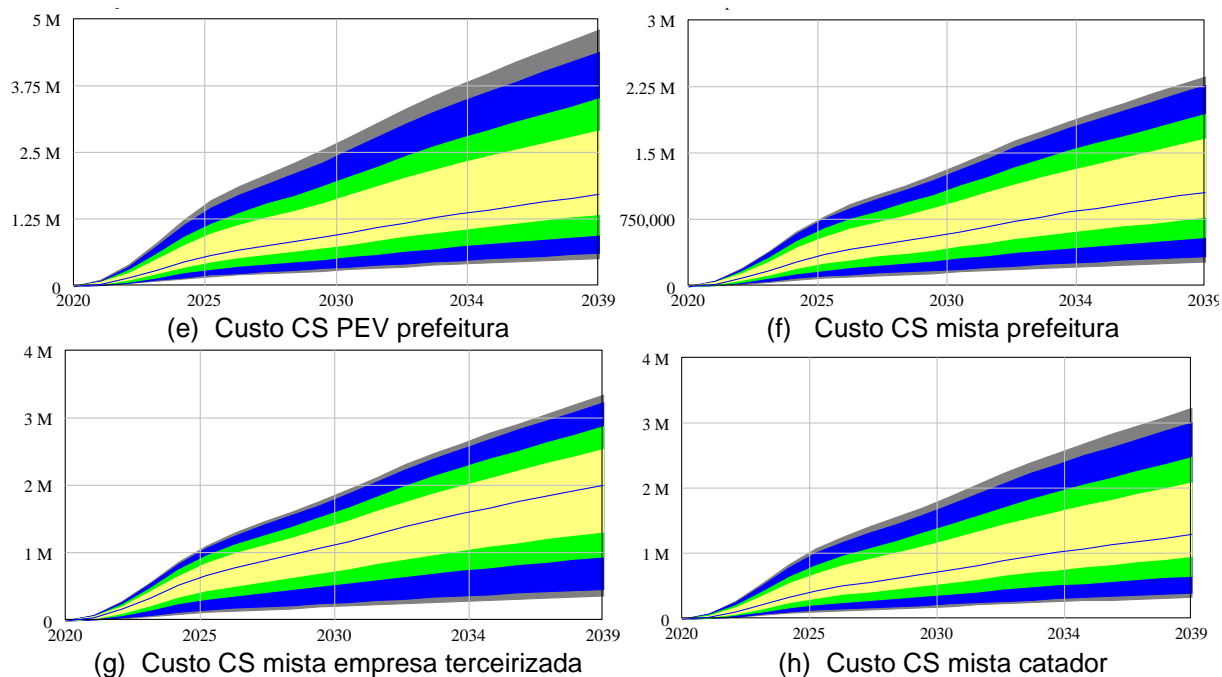 5 M
3.75 M
2.5 M
1.25 M
0
2020 2025 2030 2034 2039
(e) Custo CS PEV prefeitura
3 M
2.25 M
1.5 M
750,000
0
2020 2025 2030 2034 2039
(f) Custo CS mista prefeitura
4 M
3 M
2 M
1 M
0
2020 2025 2030 2034 2039
(g) Custo CS mista empresa terceirizada
4 M
3 M
2 M
1 M
0
2020 2025 2030 2034 2039
(h) Custo CS mista catador